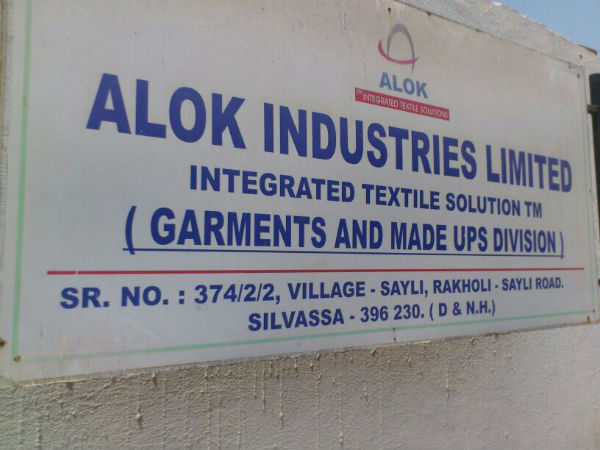 ALOK
TM INTEGRATED TEXTILE SOLUTIONS
ALOK INDUSTRIES LIMITED
INTEGRATED TEXTILE SOLUTION TM
( GARMENTS AND MADE UPS DIVISION )
SR. NO. : 374/2/2, VILLAGE - SAYLI, RAKHOLI - SAYLI ROAD.
SILVASSA - 396 230. ( D & N.H.)